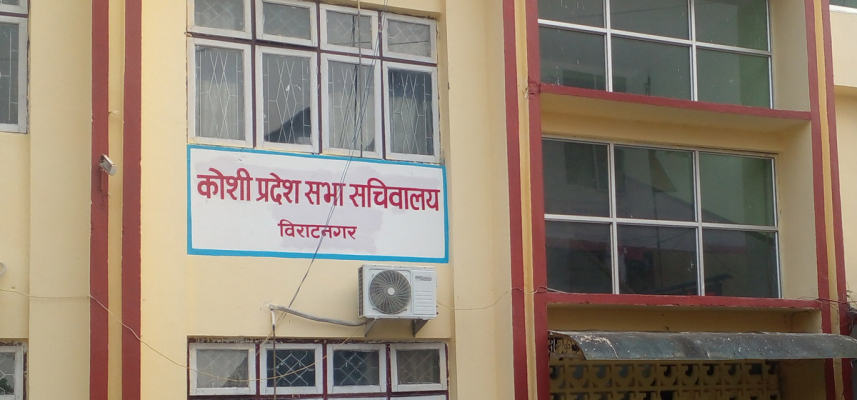 कोशी प्रदेश सभा सचिवालय
विराटनगर